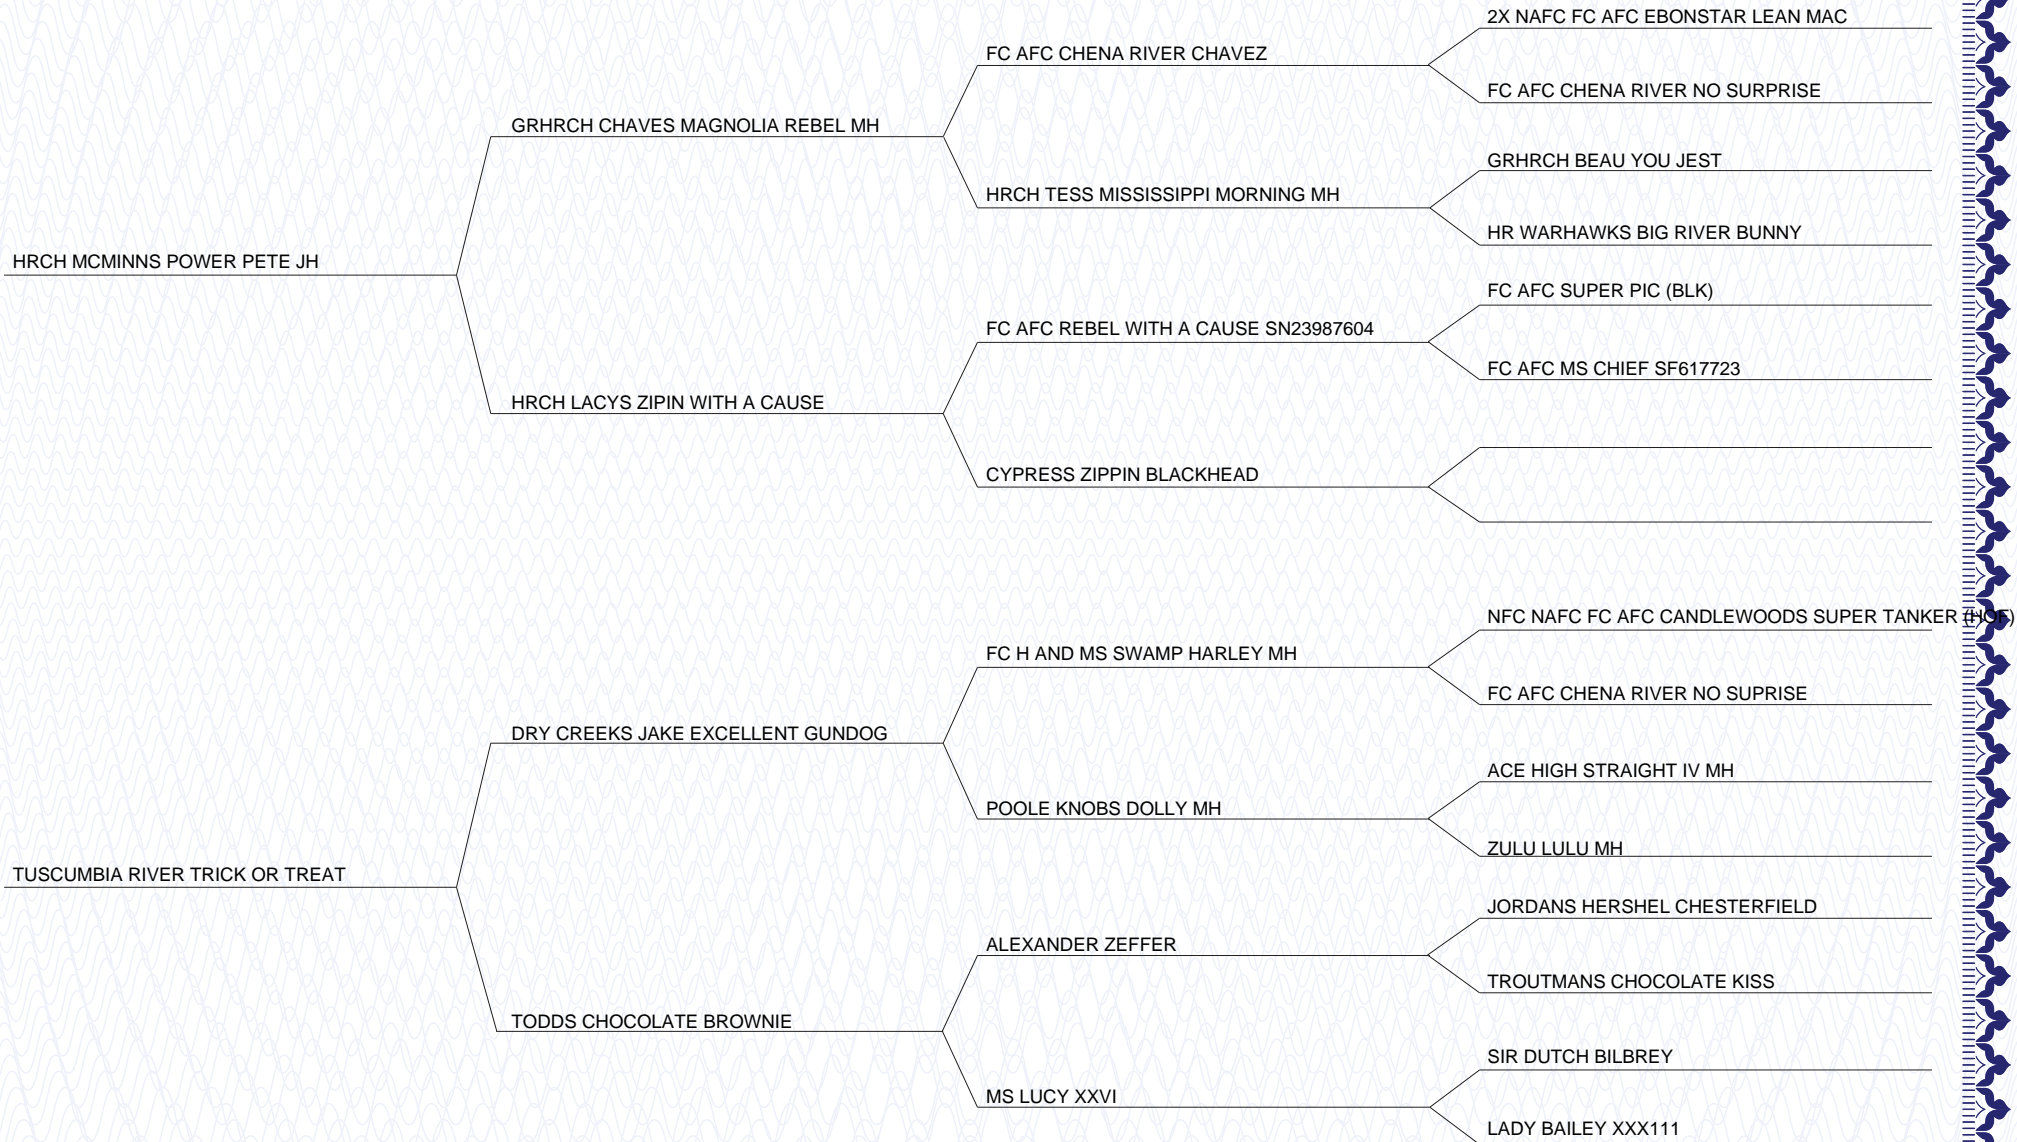 2X NAFC FC AFC EBONSTAR LEAN MAC
FC AFC CHENA RIVER CHAVEZ
FC AFC CHENA RIVER NO SURPRISE
GRHRCH CHAVES MAGNOLIA REBEL MH
GRHRCH BEAU YOU JEST
HRCH TESS MISSISSIPPI MORNING MH
HR WARHAWKS BIG RIVER BUNNY
HRCH MCMINNS POWER PETE JH
FC AFC SUPER PIC (BLK)
FC AFC REBEL WITH A CAUSE SN23987604
FC AFC MS CHIEF SF617723
HRCH LACYS ZIPIN WITH A CAUSE
CYPRESS ZIPPIN BLACKHEAD
NFC NAFC FC AFC CANDLEWOODS SUPER TANKER (HOF)
FC H AND MS SWAMP HARLEY MH
FC AFC CHENA RIVER NO SUPRISE
DRY CREEKS JAKE EXCELLENT GUNDOG
ACE HIGH STRAIGHT IV MH
POOLE KNOBS DOLLY MH
ZULU LULU MH
TUSCUMBIA RIVER TRICK OR TREAT
JORDANS HERSHEL CHESTERFIELD
ALEXANDER ZEFFER
TROUTMANS CHOCOLATE KISS
TODDS CHOCOLATE BROWNIE
SIR DUTCH BILBREY
MS LUCY XXVI
LADY BAILEY XXX111